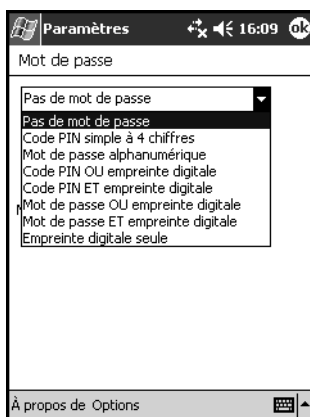 Paramètres 16:09 ok
Mot de passe
Pas de mot de passe
Pas de mot de passe
Code PIN simple à 4 chiffres
Mot de passe alphanumérique
Code PIN OU empreinte digitale
Code PIN ET empreinte digitale
Mot de passe OU empreinte digitale
Mot de passe ET empreinte digitale
Empreinte digitale seule
À propos de Options